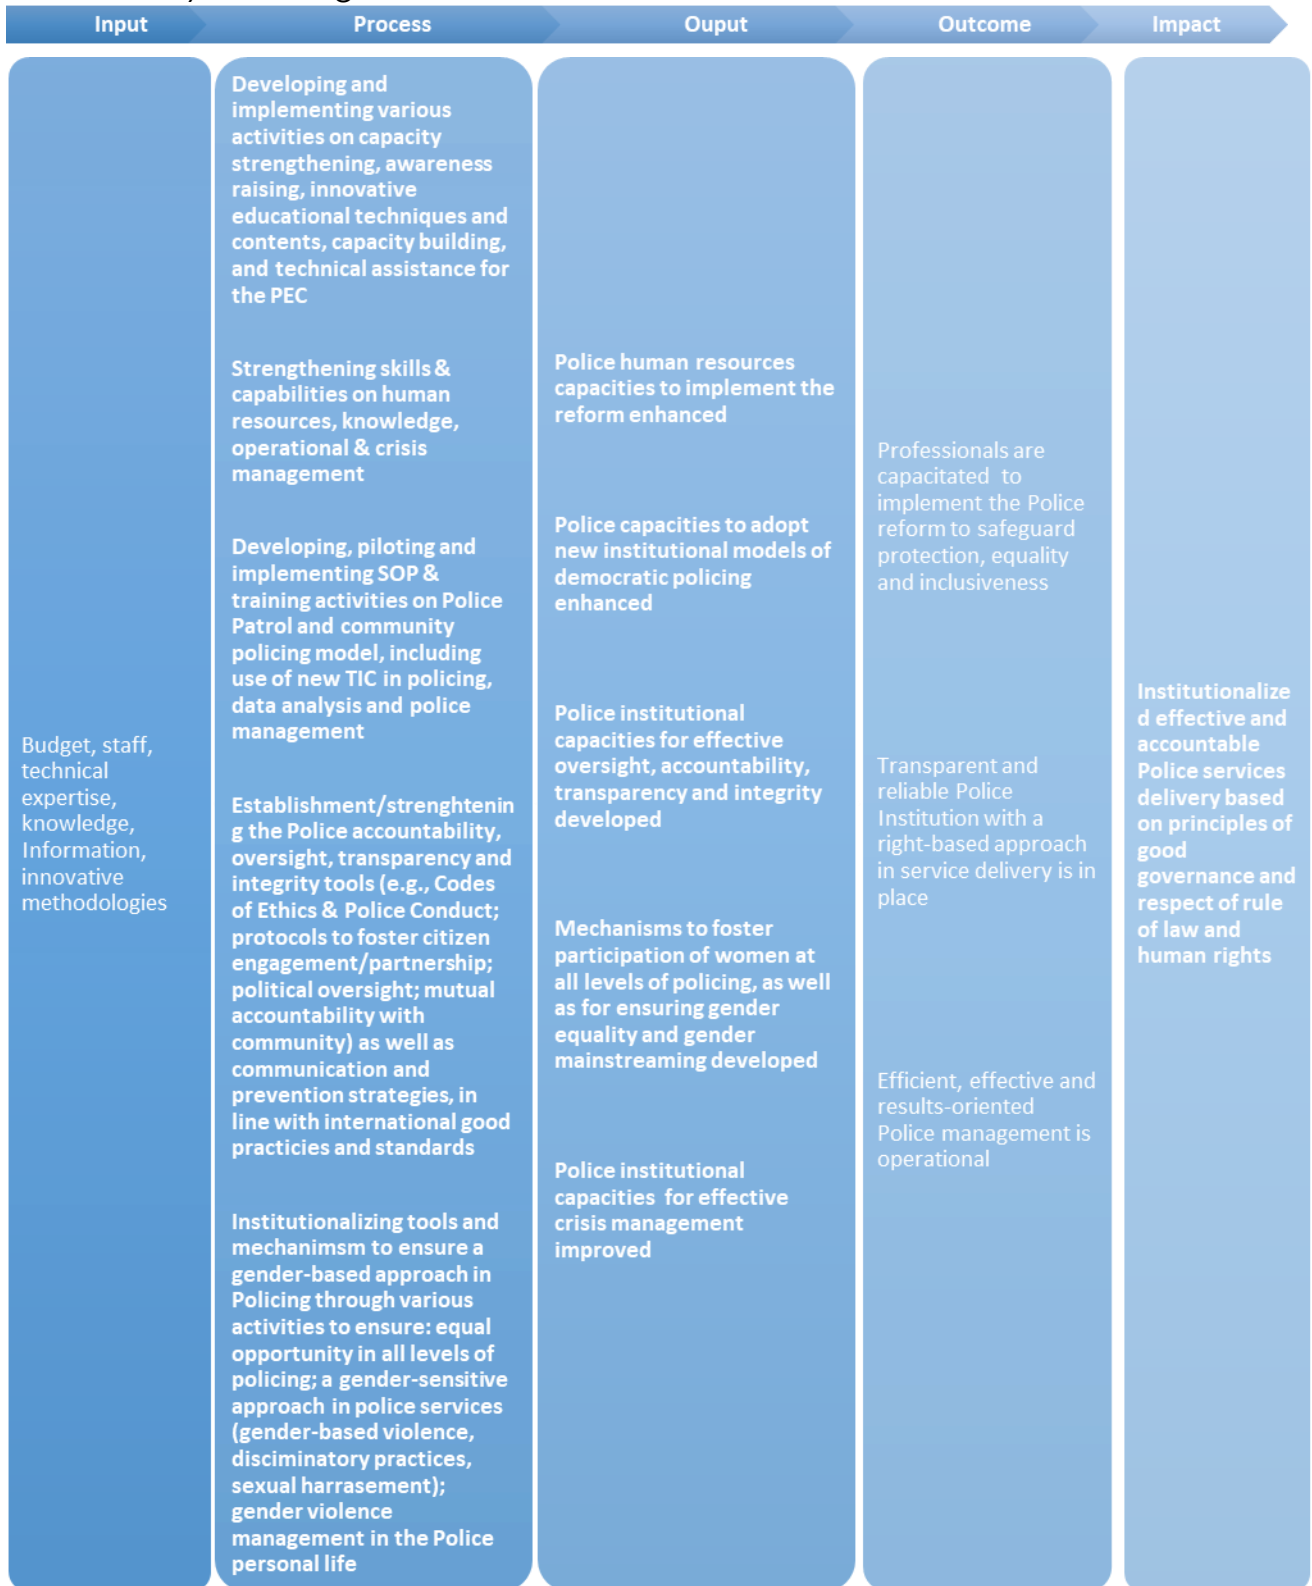 Input
Process
Ouput
Outcome
Impact
Budget, staff,
technical
expertise,
knowledge,
Information,
innovative
methodologies
Developing and
implementing various
activities on capacity
strengthening, awareness
raising, innovative
educational techniques and
contents, capacity building,
and technical assistance for
the PEC
Strengthening skills &
capabilities on human
resources, knowledge,
operational & crisis
management
Developing, piloting and
implementing SOP &
training activities on Police
Patrol and community
policing model, including
use of new TIC in policing,
data analysis and police
management
Establishment/strenghtenin
g the Police accountability,
oversight, transparency and
integrity tools (e.g., Codes
of Ethics & Police Conduct;
protocols to foster citizen
engagement/partnership;
political oversight; mutual
accountability with
community) as well as
communication and
prevention strategies, in
line with international good
practicies and standards
Institutionalizing tools and
mechanimsm to ensure a
gender-based approach in
Policing through various
activities to ensure: equal
opportunity in all levels of
policing; a gender-sensitive
approach in police services
(gender-based violence,
disciminatory practices,
sexual harrasement);
gender violence
management in the Police
personal life
Police human resources
capacities to implement the
reform enhanced
Police capacities to adopt
new institutional models of
democratic policing
enhanced
Police institutional
capacities for effective
oversight, accountability,
transparency and integrity
developed
Mechanisms to foster
participation of women at
all levels of policing, as well
as for ensuring gender
equality and gender
mainstreaming developed
Police institutional
capacities for effective
crisis management
improved
Professionals are
capacitated to
implement the Police
reform to safeguard
protection, equality
and inclusiveness
Transparent and
reliable Police
Institution with a
right-based approach
in service delivery is in
place
Efficient, effective and
results-oriented
Police management is
operational
Institutionalize
d effective and
accountable
Police services
delivery based
on principles of
good
governance and
respect of rule
of law and
human rights